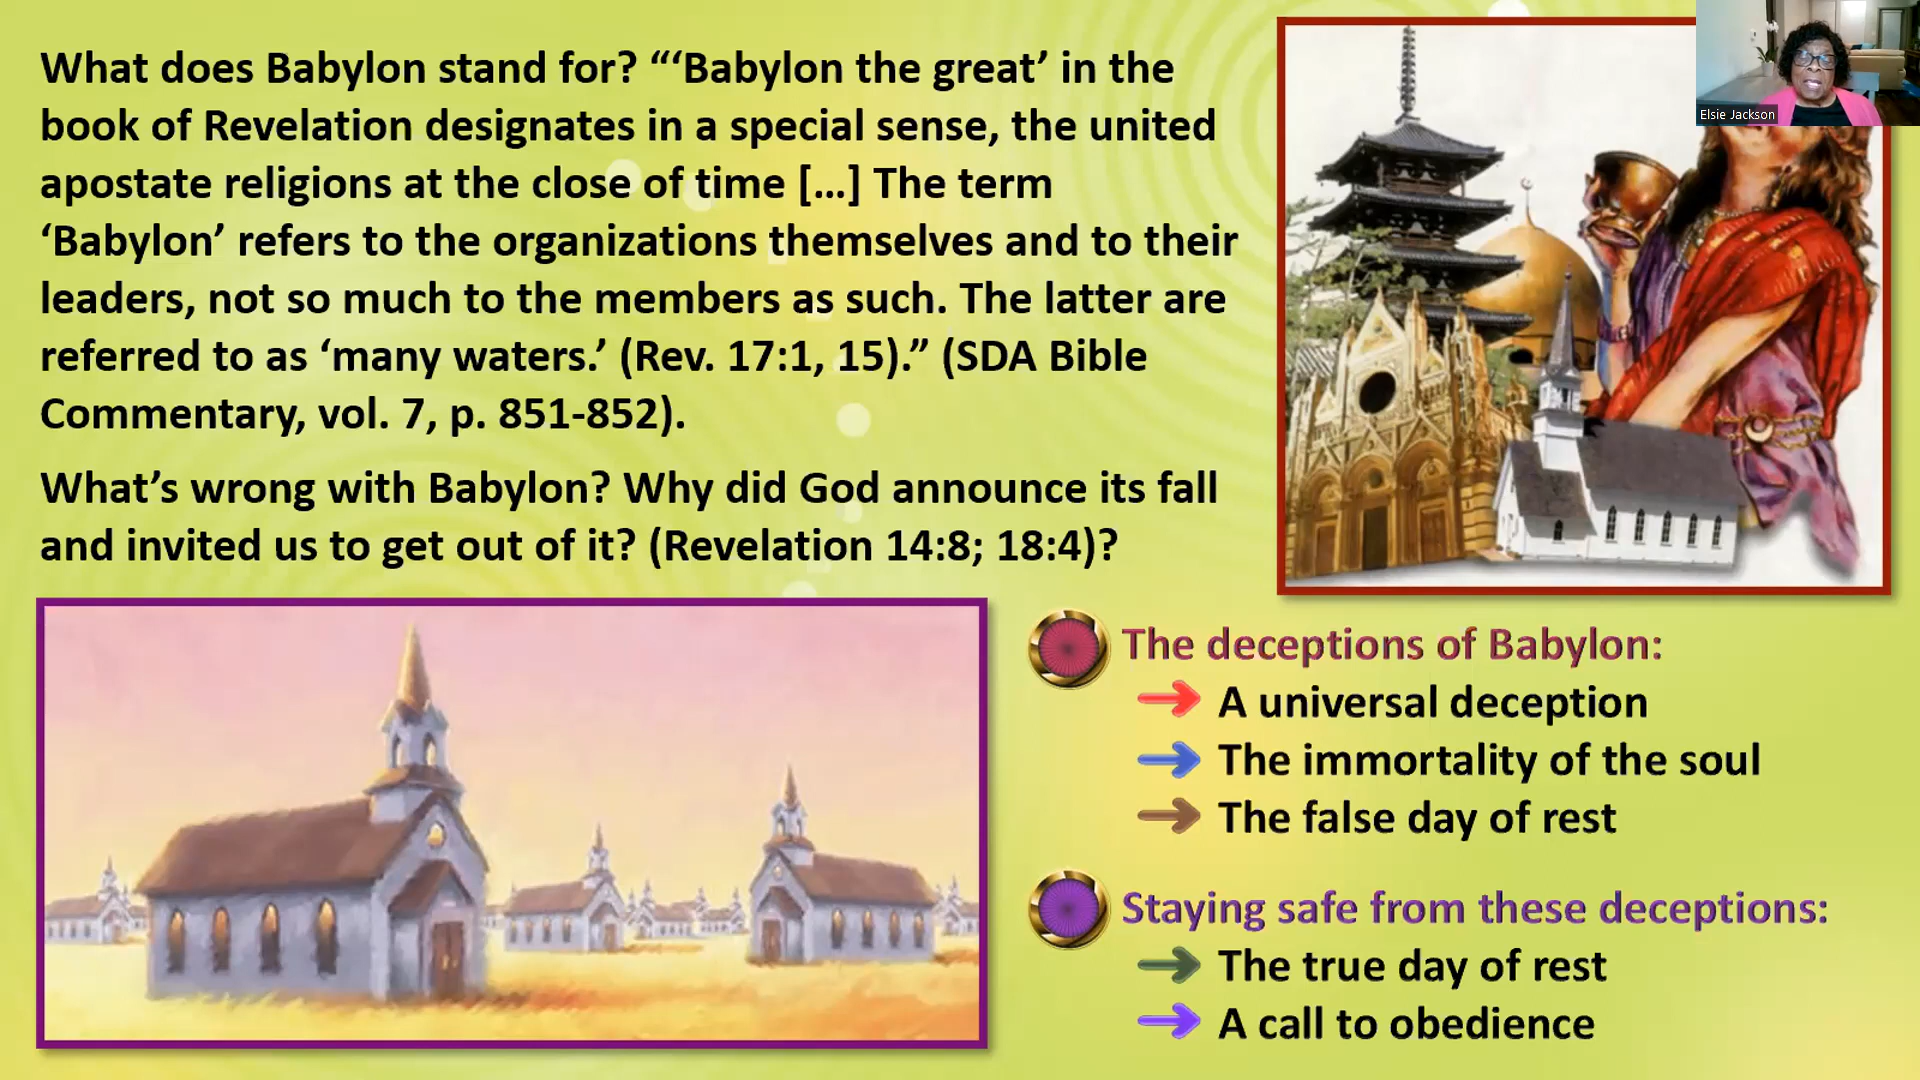 What does Babylon stand for? “‘Babylon the great’ in the
book of Revelation designates in a special sense, the united
apostate religions at the close of time [...] The term
‘Babylon’ refers to the organizations themselves and to their
leaders, not so much to the members as such. The latter are
referred to as ‘many waters.’ (Rev. 17:1, 15).” (SDA Bible
Commentary, vol. 7, p. 851-852).
What’s wrong with Babylon? Why did God announce its fall
and invited us to get out of it? (Revelation 14:8; 18:4)?
Elsie Jackson
The deceptions of Babylon:
A universal deception
The immortality of the soul
The false day of rest
Staying safe from these deceptions:
The true day of rest
A call to obedience